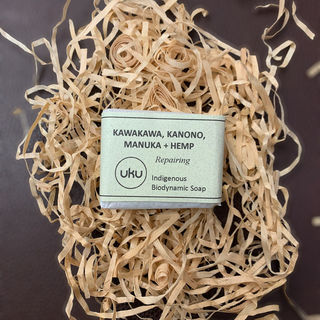 KAWAKAWA, KANONO,
MANUKA + HEMP
Repairing
uku
Indigenous
Biodynamic Soap